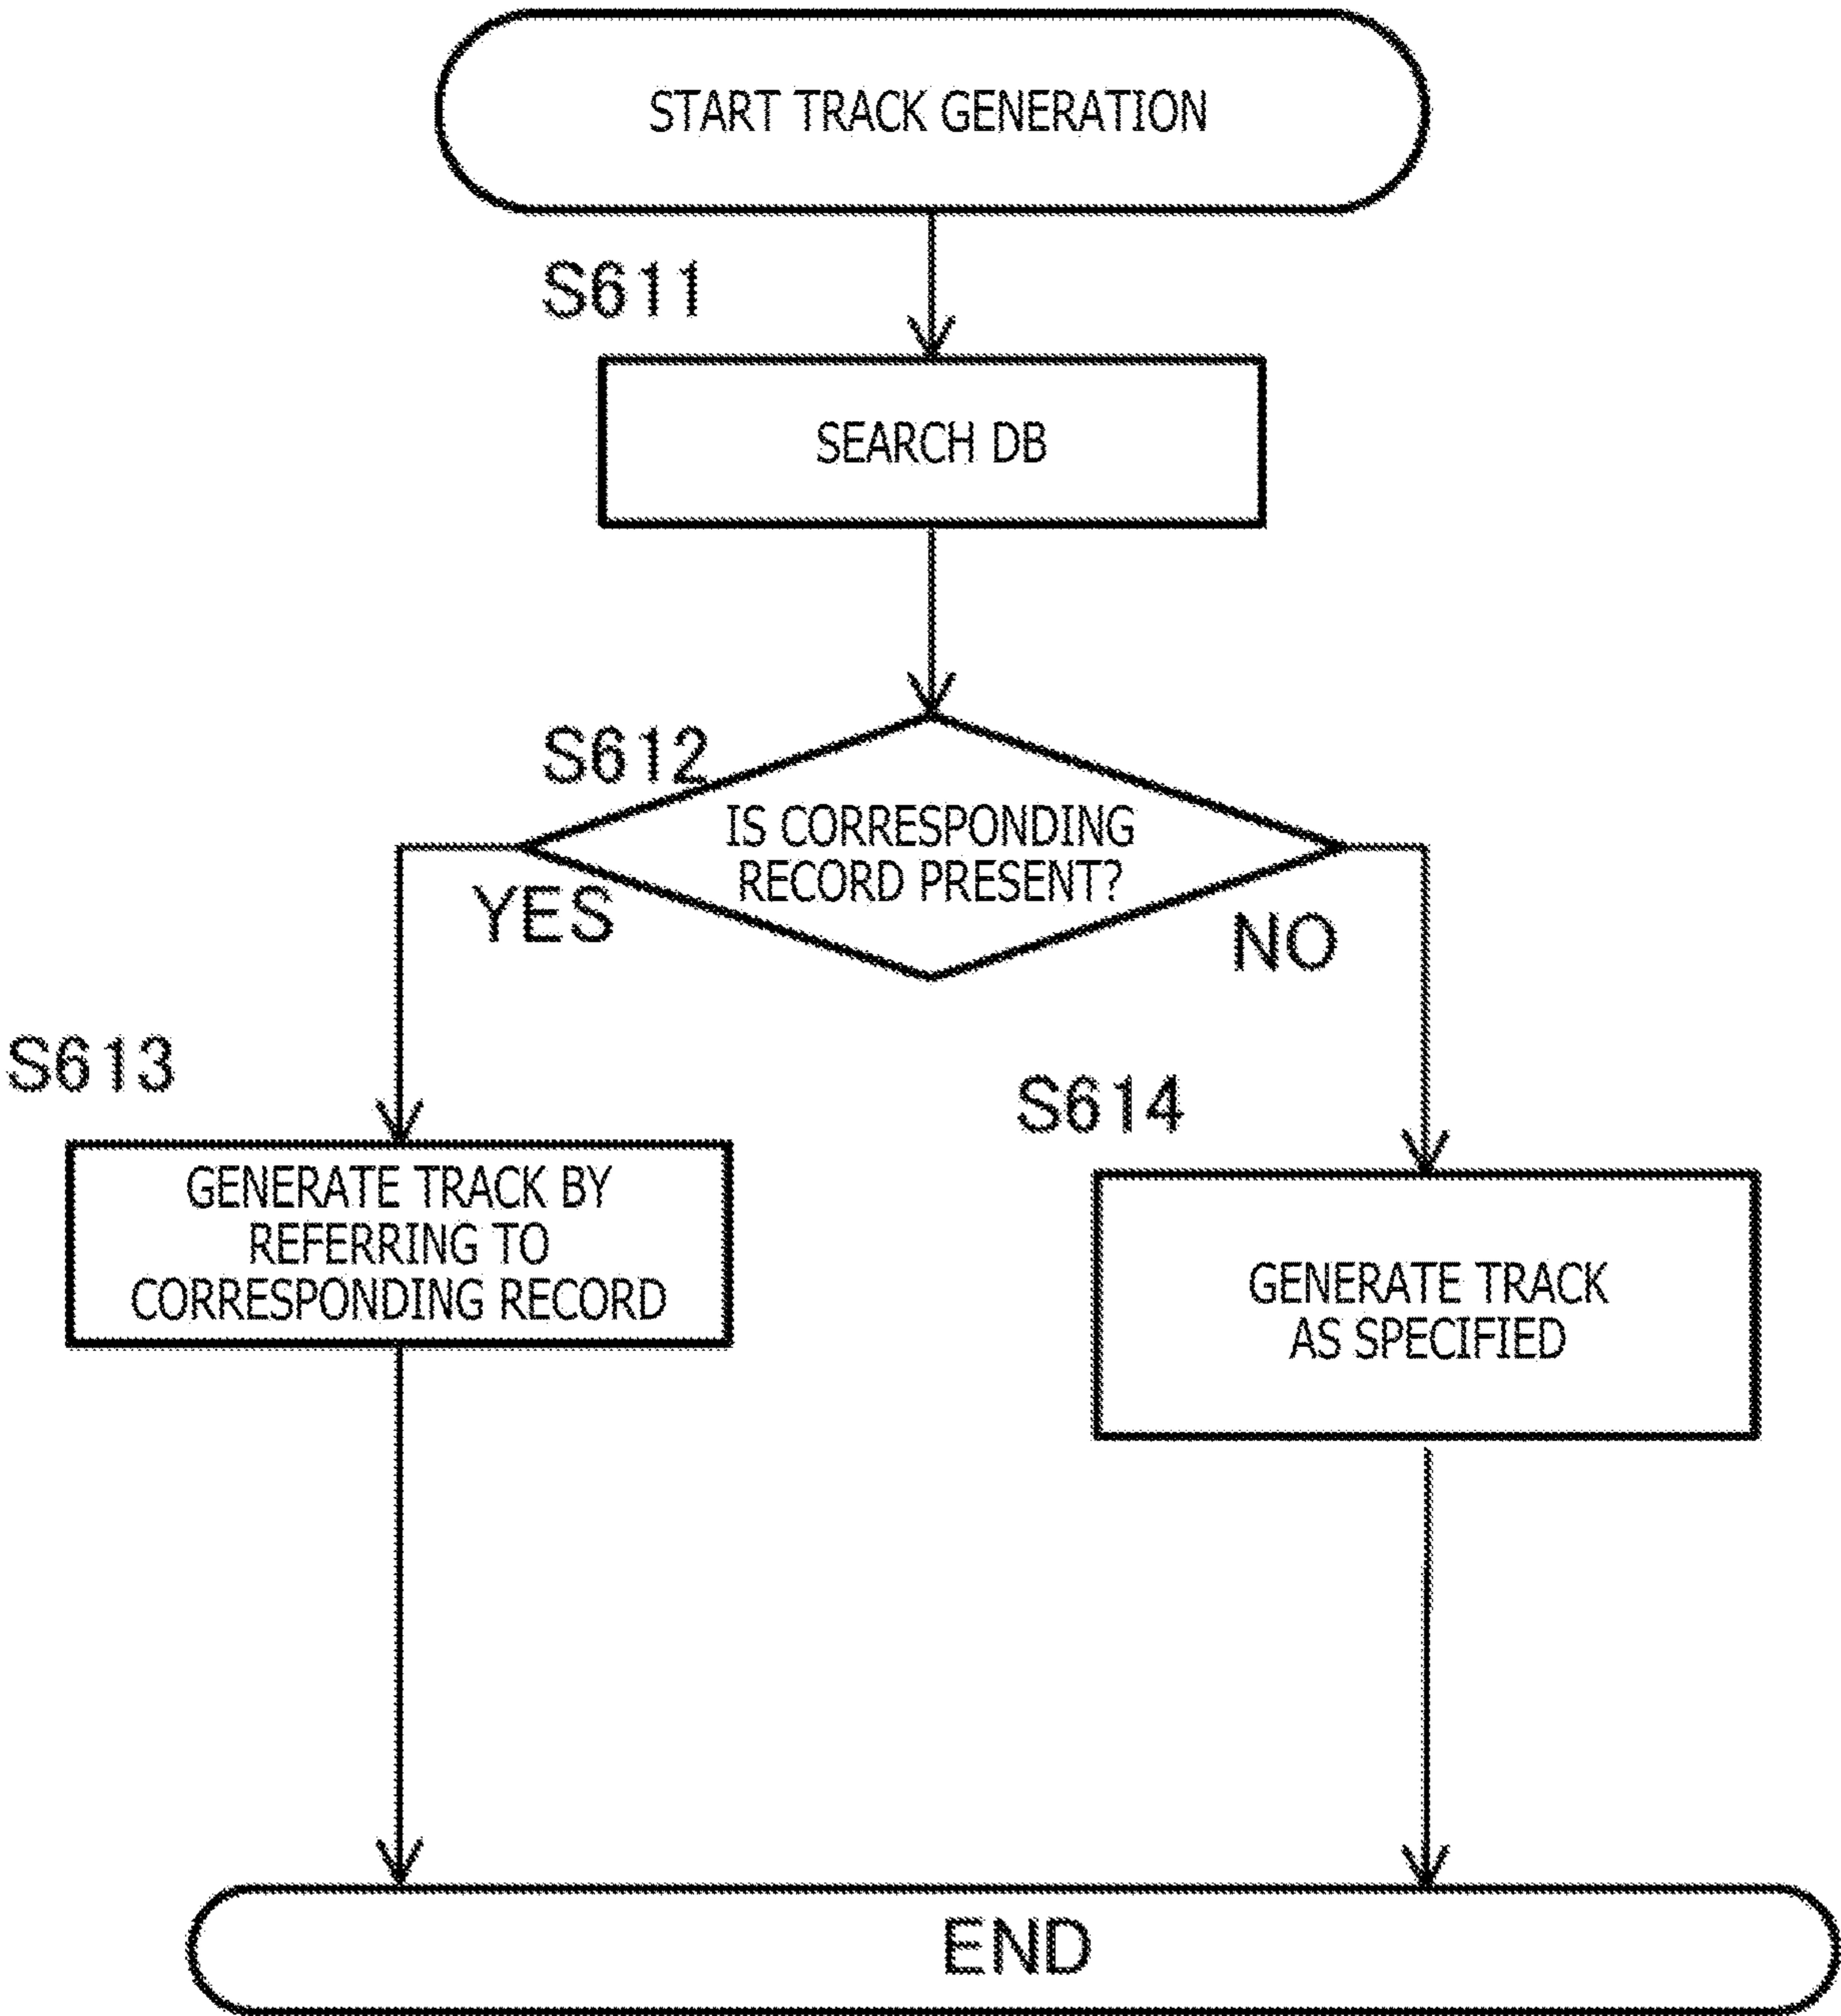 START TRACK GENERATION
S611
SEARCH DB
S612
IS CORRESPONDING
RECORD PRESENT?
YES
NO
S613
S614
GENERATE TRACK BY
REFERRING TO
CORRESPONDING RECORD
GENERATE TRACK
AS SPECIFIED
END